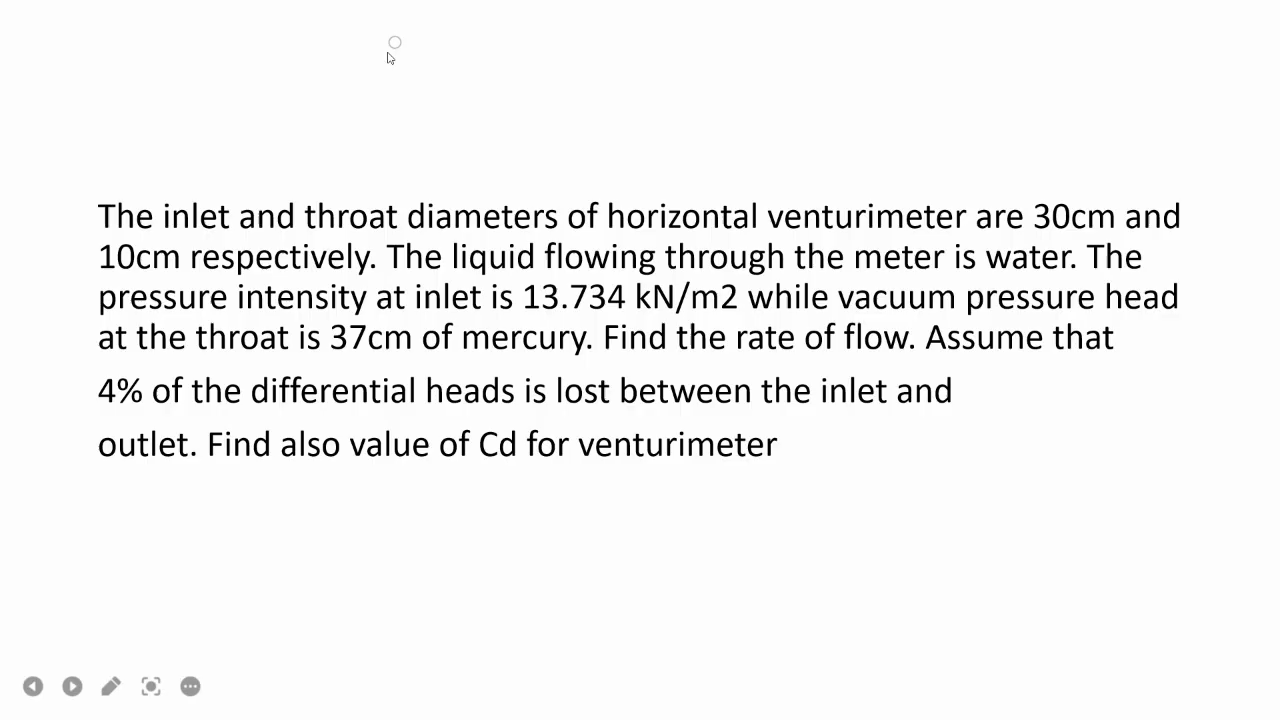 The inlet and throat diameters of horizontal venturimeter are 30cm and
10cm respectively. The liquid flowing through the meter is water. The
pressure intensity at inlet is 13.734 kN/m2 while vacuum pressure head
at the throat is 37cm of mercury. Find the rate of flow. Assume that
4% of the differential heads is lost between the inlet and
outlet. Find also value of Cd for venturimeter